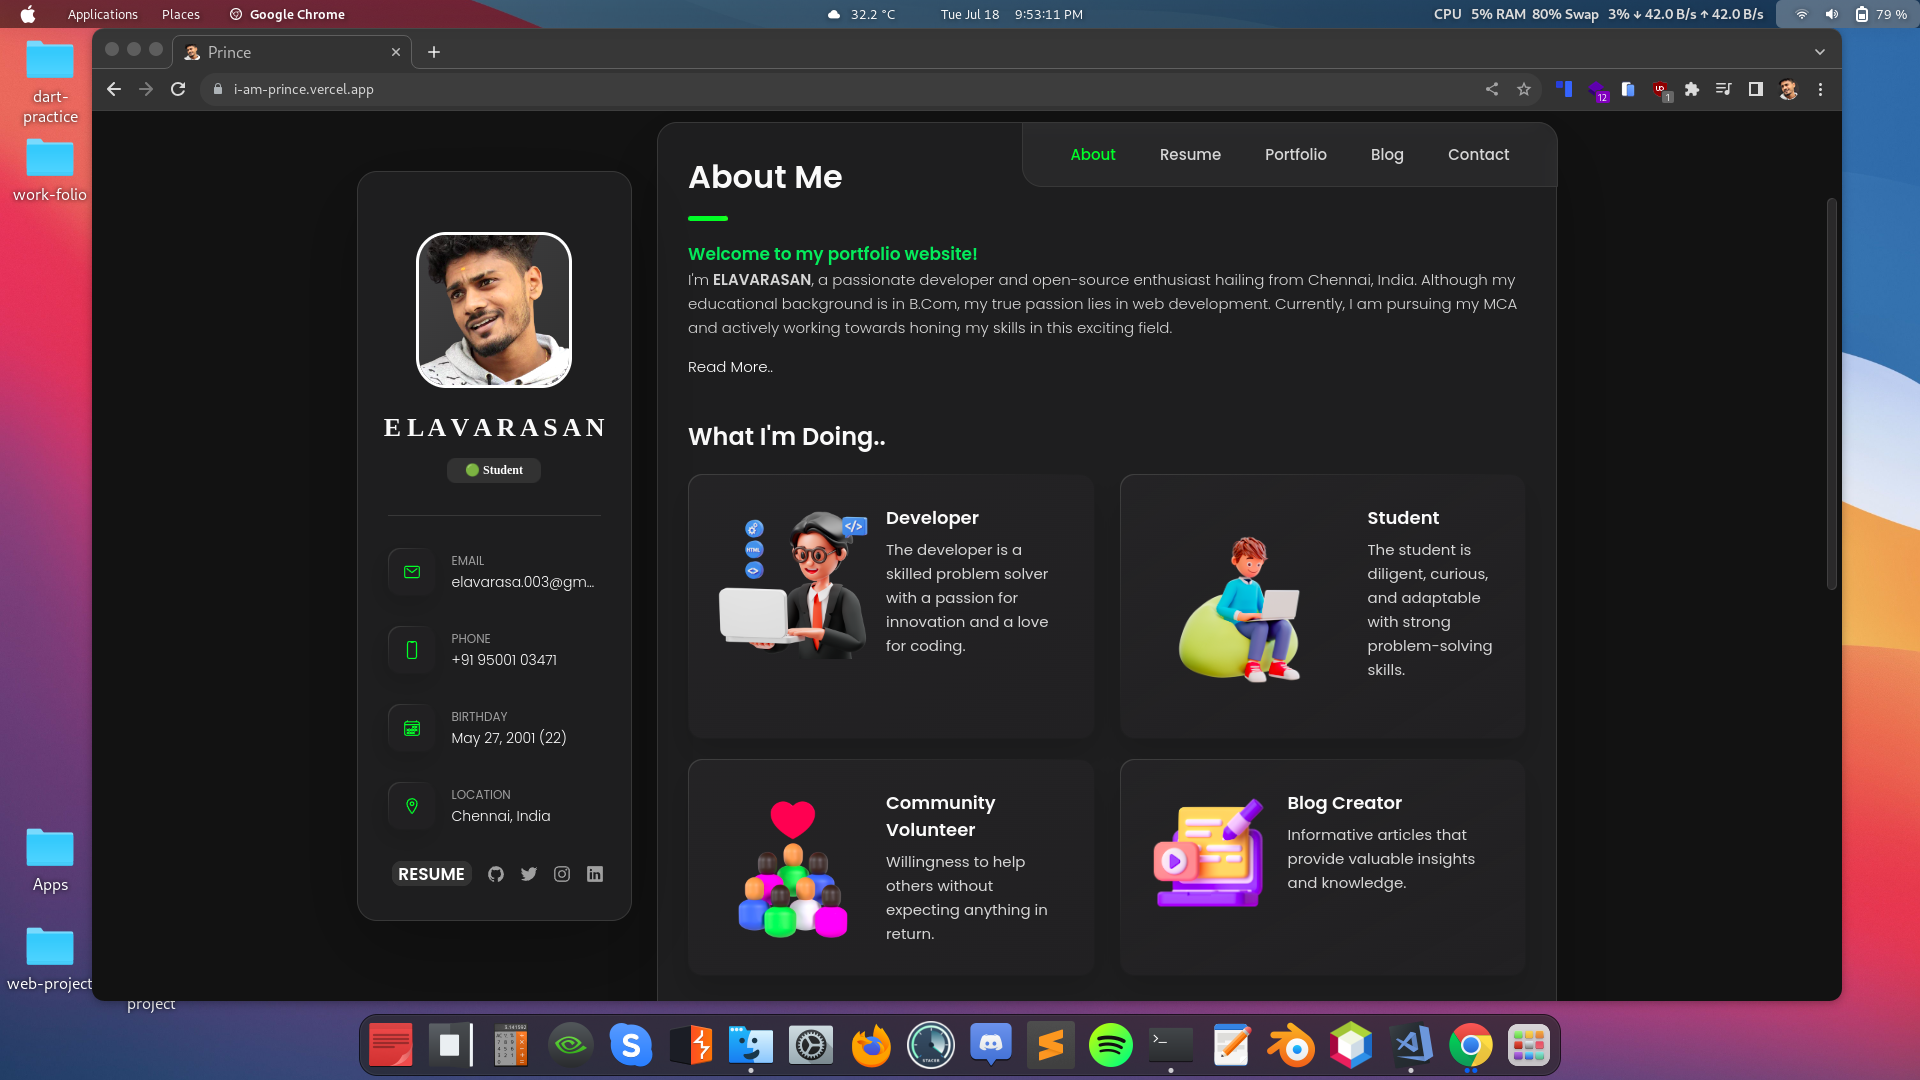 Applications Places Google Chrome 32.2 °C Tue Jul 18 9:53:11 PM CPU 5% RAM 80% Swap 3% ↓ 42.0 B/s ↑ 42.0 B/s 79 %
dart-
practice
work-folio
Apps
web-project
project
Prince
i-am-prince.vercel.app
12
1
ELAVARASAN
Student
EMAIL
elavarasa.003@gm...
PHONE
+91 95001 03471
BIRTHDAY
May 27, 2001 (22)
LOCATION
Chennai, India
RESUME
About Resume Portfolio Blog Contact
About Me
Welcome to my portfolio website!
I'm ELAVARASAN, a passionate developer and open-source enthusiast hailing from Chennai, India. Although my
educational background is in B.Com, my true passion lies in web development. Currently, I am pursuing my MCA
and actively working towards honing my skills in this exciting field.
Read More..
What I'm Doing..
HTML
</>
Developer
The developer is a
skilled problem solver
with a passion for
innovation and a love
for coding.
Student
The student is
diligent, curious,
and adaptable
with strong
problem-solving
skills.
Community
Volunteer
Willingness to help
others without
expecting anything in
return.
Blog Creator
Informative articles that
provide valuable insights
and knowledge.